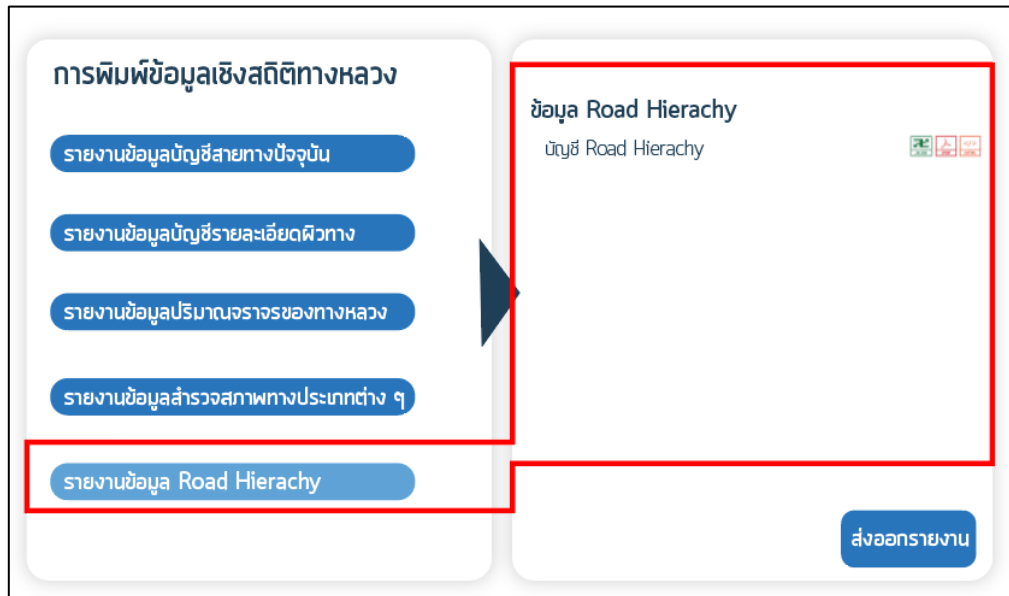 การพิมพ์ข้อมูลเชิงสถิติทางหลวง
รายงานข้อมูลบัญชีสายทางปัจจุบัน
รายงานข้อมูลบัญชีรายละเอียดผิวทาง
รายงานข้อมูลปริมาณจราจรของทางหลวง
รายงานข้อมูลสำรวจสภาพทางประเภทต่าง ๆ
รายงานข้อมูล Road Hierachy
ข้อมูล Road Hierachy
บัญชี Road Hierachy
ส่งออกรายงาน